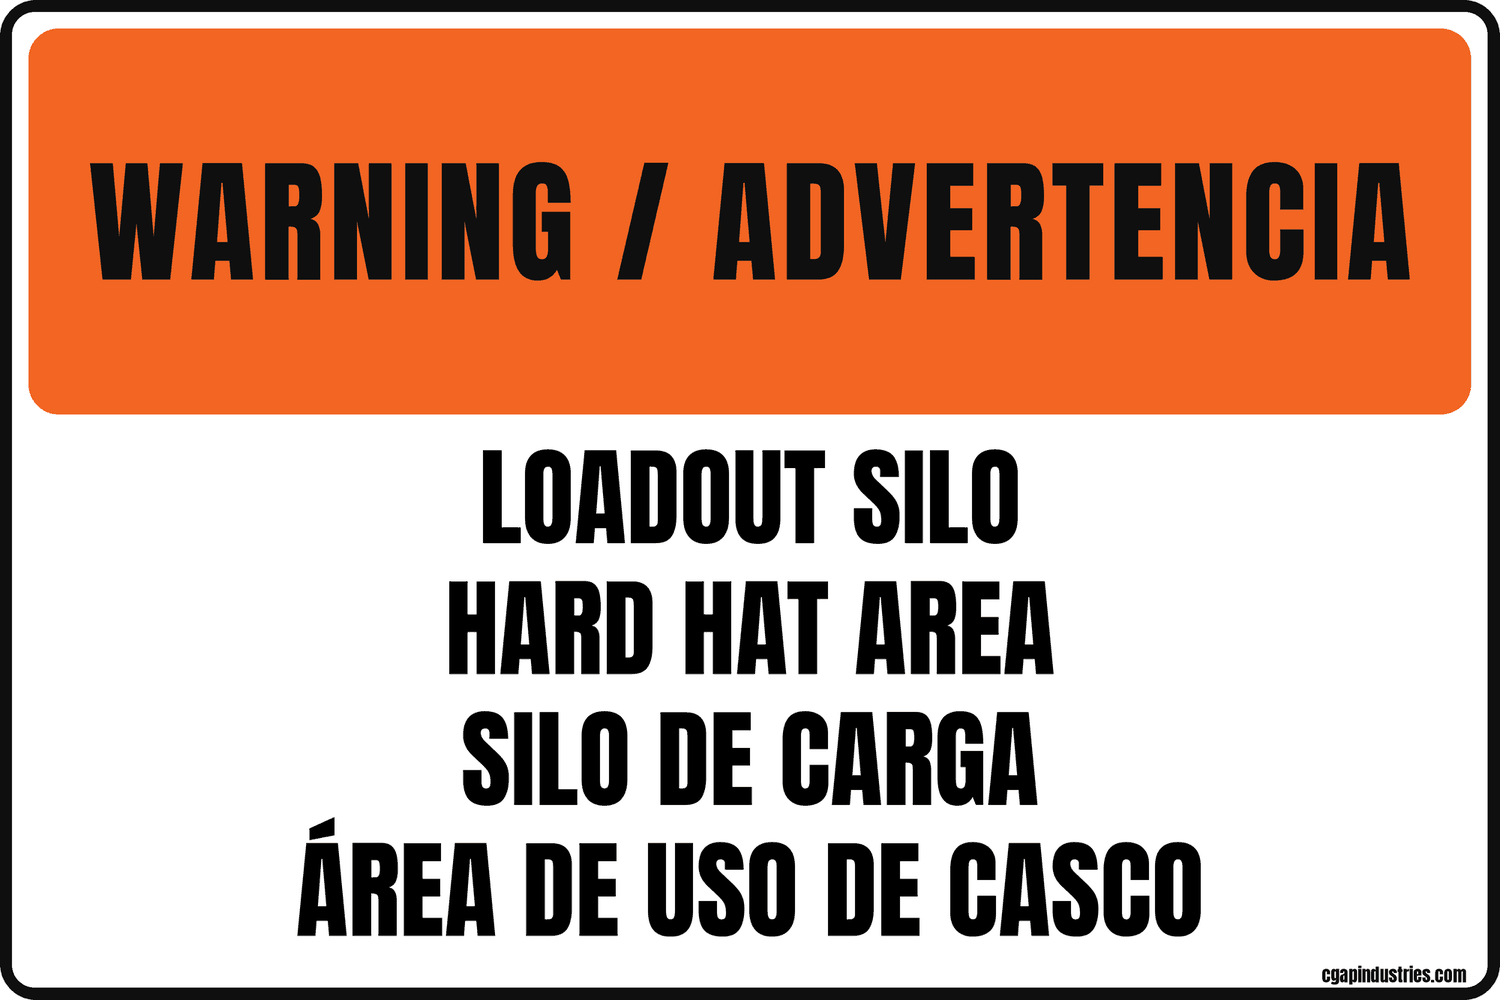 WARNING / ADVERTENCIA
LOADOUT SILO
HARD HAT AREA
SILO DE CARGA
ÁREA DE USO DE CASCO
cgapindustries.com